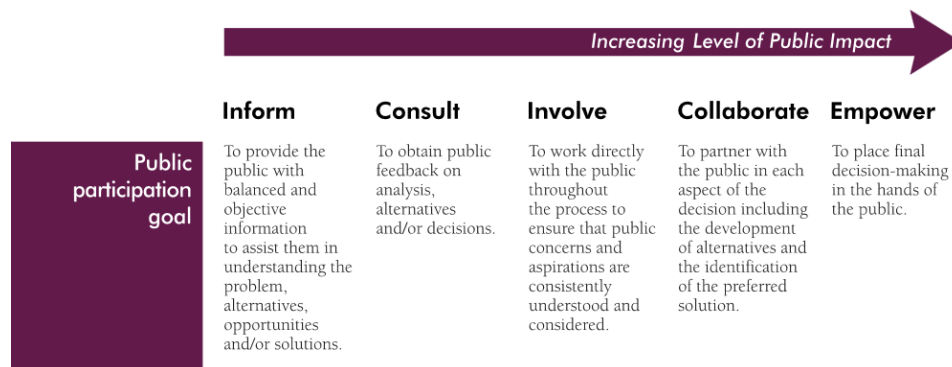 Increasing Level of Public Impact
Inform
Consult
Involve
Collaborate
Empower
Public
participation
goal
To provide the
public with
balanced and
objective
information
to assist them in
understanding the
problem,
alternatives,
opportunities
and/or solutions.
To obtain public
feedback on
analysis,
alternatives
and/or decisions.
To work directly
with the public
throughout
the process to
ensure that public
concerns and
aspirations are
consistently
understood and
considered.
To partner with
the public in each
aspect of the
decision including
the development
of alternatives and
the identification
of the preferred
solution.
To place final
decision-making
in the hands of
the public.